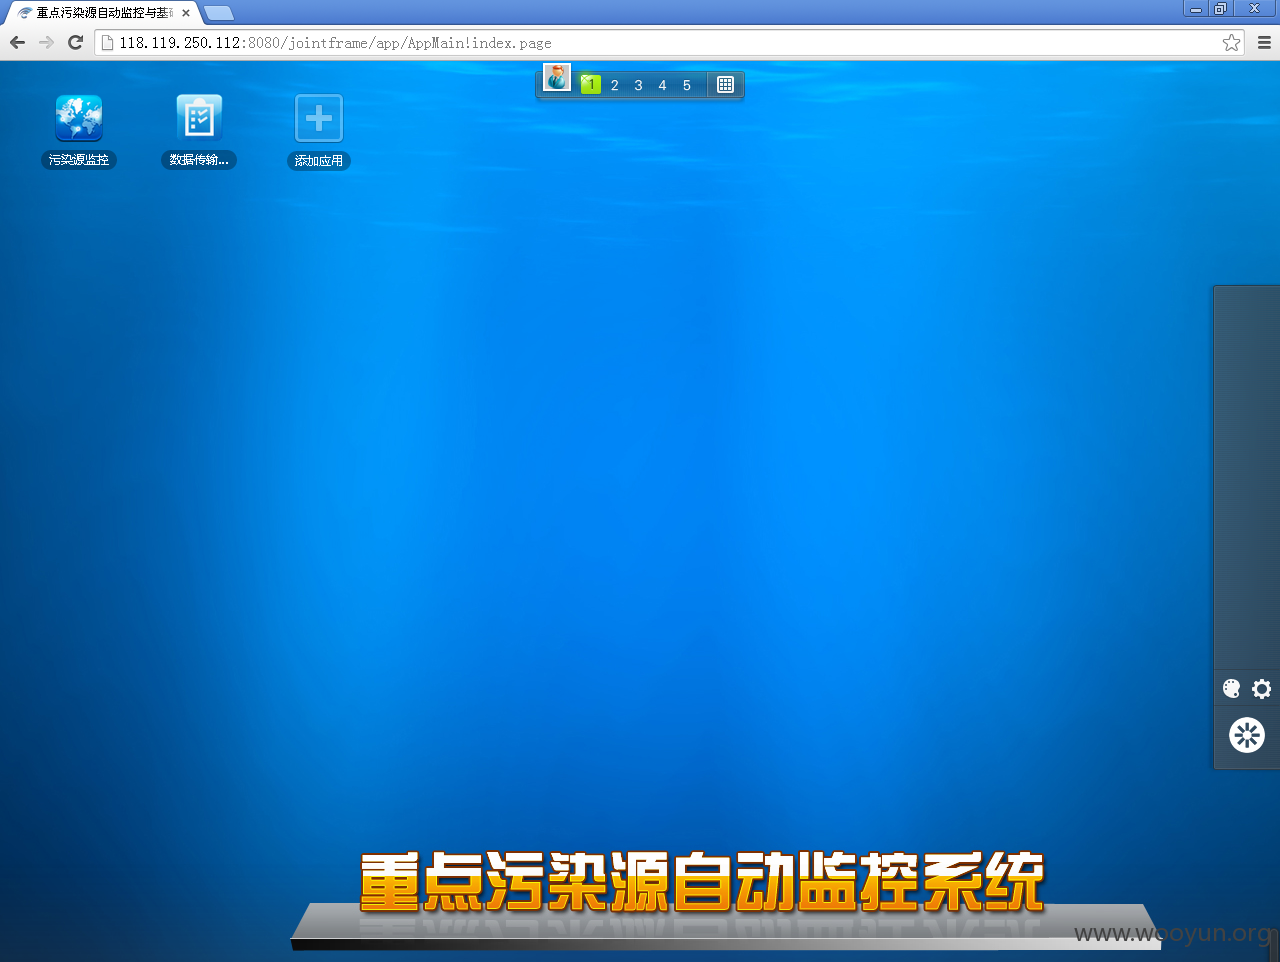 重点污染源自动监控与基础
118.119.250.112:8080/jointframe/app/AppMain!index.page
1 2 3 4 5
污染源监控
数据传输...
添加应用
重点污染源自动监控系统
www.wooyun.org